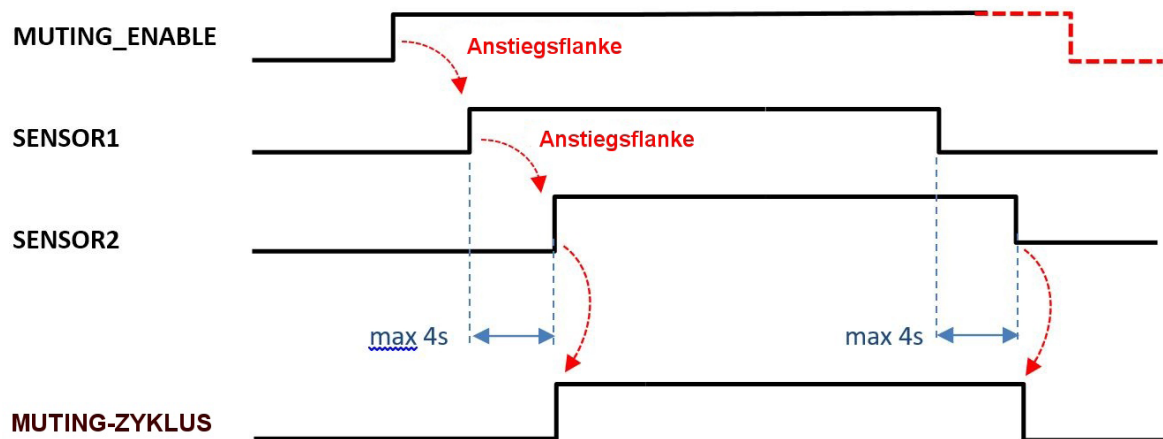 MUTING_ENABLE
Anstiegsflanke
SENSOR1
Anstiegsflanke
SENSOR2
max 4s
max 4s
MUTING-ZYKLUS